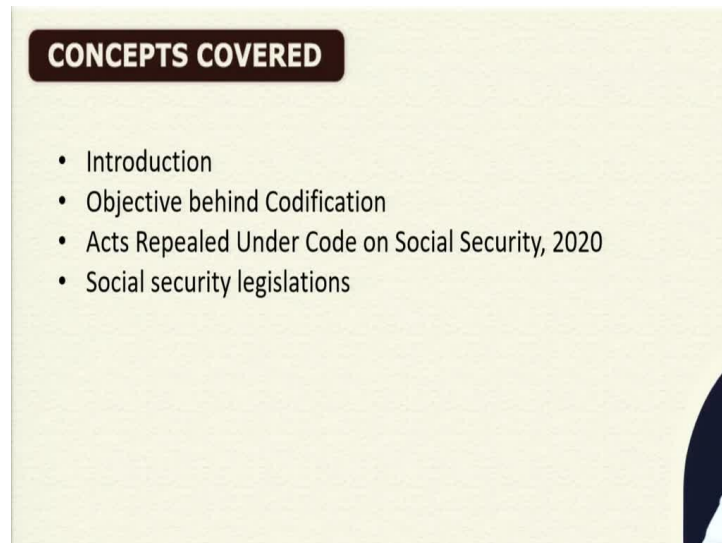 CONCEPTS COVERED
• Introduction
• Objective behind Codification
• Acts Repealed Under Code on Social Security, 2020
• Social security legislations